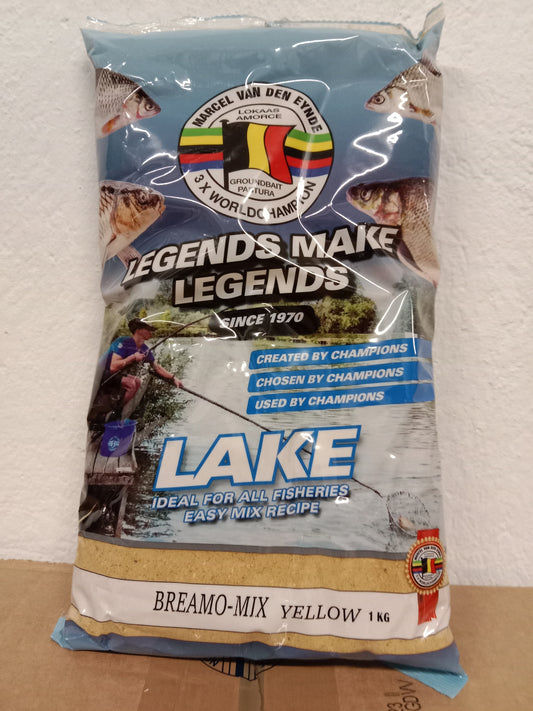 MARCEL VAN DEN EYNDE
LOKAAS
AMORCE
GROUNDBAIT
PASTURA
3 X WORLDCHAMPION
LEGENDS MAKE
LEGENDS
SINCE 1970
CREATED BY CHAMPIONS
CHOSEN BY CHAMPIONS
USED BY CHAMPIONS
LAKE
IDEAL FOR ALL FISHERIES
EASY MIX RECIPE
BREAMO-MIX YELLOW 1 KG